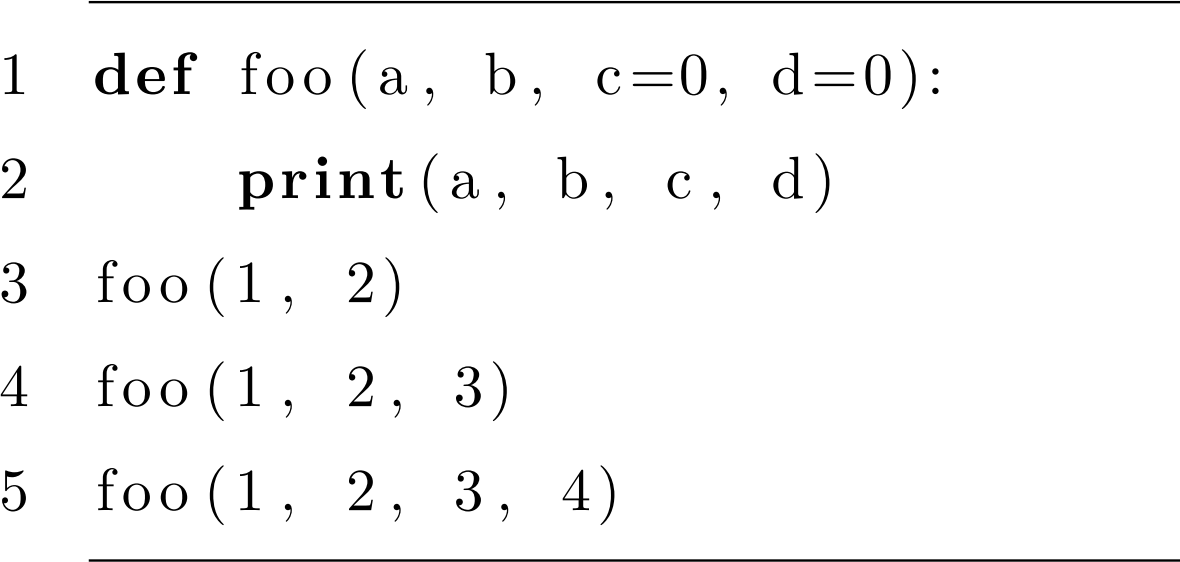 1 def foo(a, b, c=0, d=0):
2     print(a, b, c, d)
3 foo(1, 2)
4 foo(1, 2, 3)
5 foo(1, 2, 3, 4)